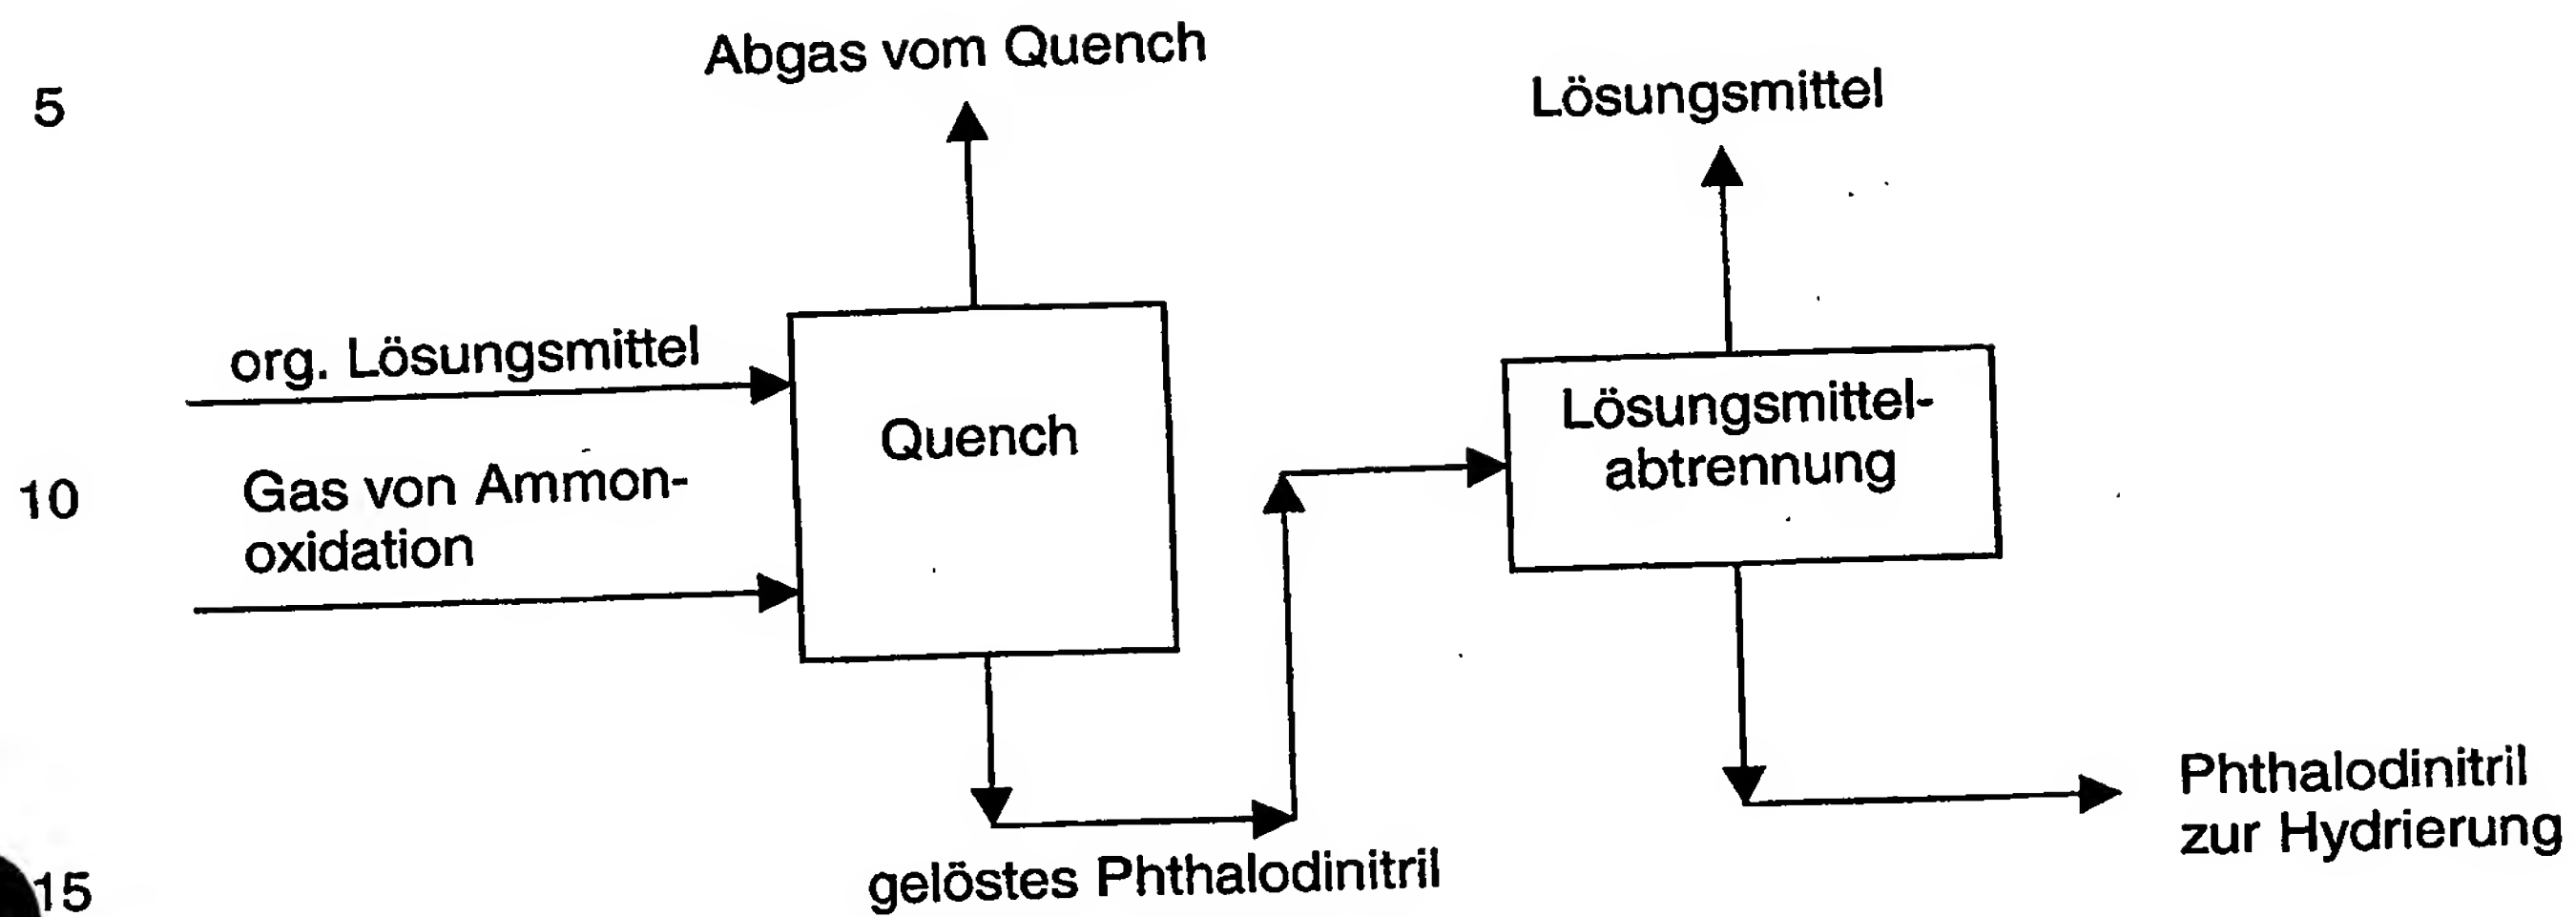 5
Abgas vom Quench
Lösungsmittel
org. Lösungsmittel
Quench
Lösungsmittel-
abtrennung
10
Gas von Ammon-
oxidation
Phthalodinitril
zur Hydrierung
gelöstes Phthalodinitril
15